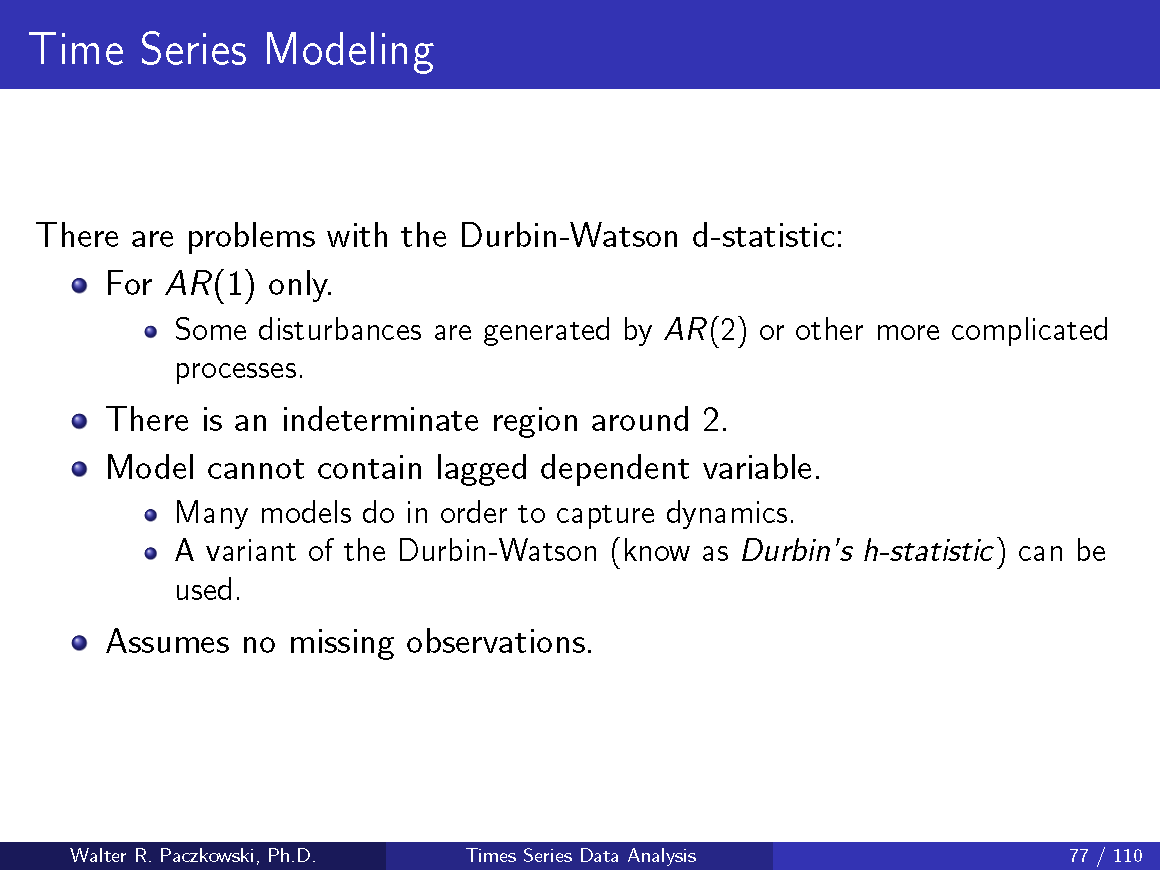 Time Series Modeling
There are problems with the Durbin-Watson d-statistic:
For AR(1) only.
Some disturbances are generated by AR(2) or other more complicated
processes.
There is an indeterminate region around 2.
Model cannot contain lagged dependent variable.
Many models do in order to capture dynamics.
A variant of the Durbin-Watson (know as Durbin's h-statistic) can be
used.
Assumes no missing observations.
Walter R. Paczkowski, Ph.D.
Times Series Data Analysis
77 / 110